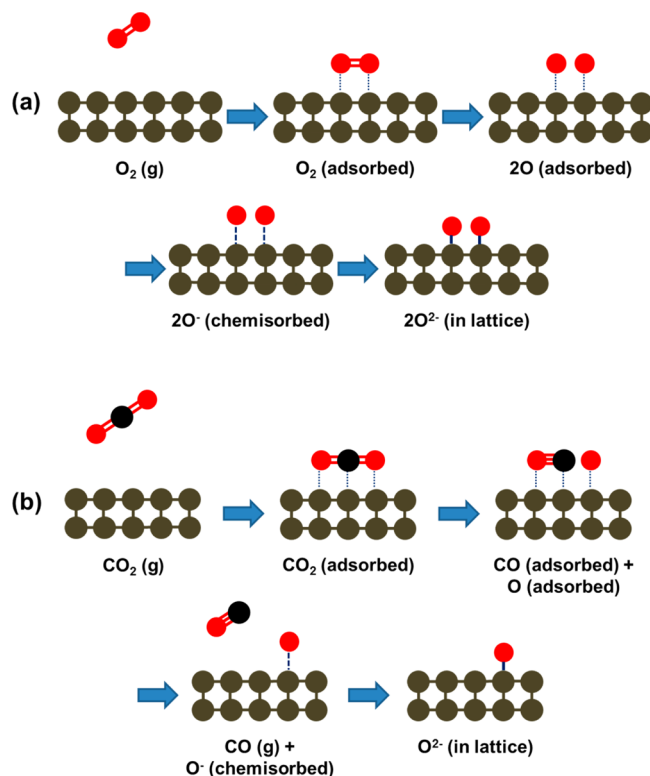 (a)
O₂ (g)
O₂ (adsorbed)
2O (adsorbed)
2O⁻ (chemisorbed)
2O²⁻ (in lattice)
(b)
CO₂ (g)
CO₂ (adsorbed)
CO (adsorbed) +
O (adsorbed)
CO (g) +
O⁻ (chemisorbed)
O²⁻ (in lattice)